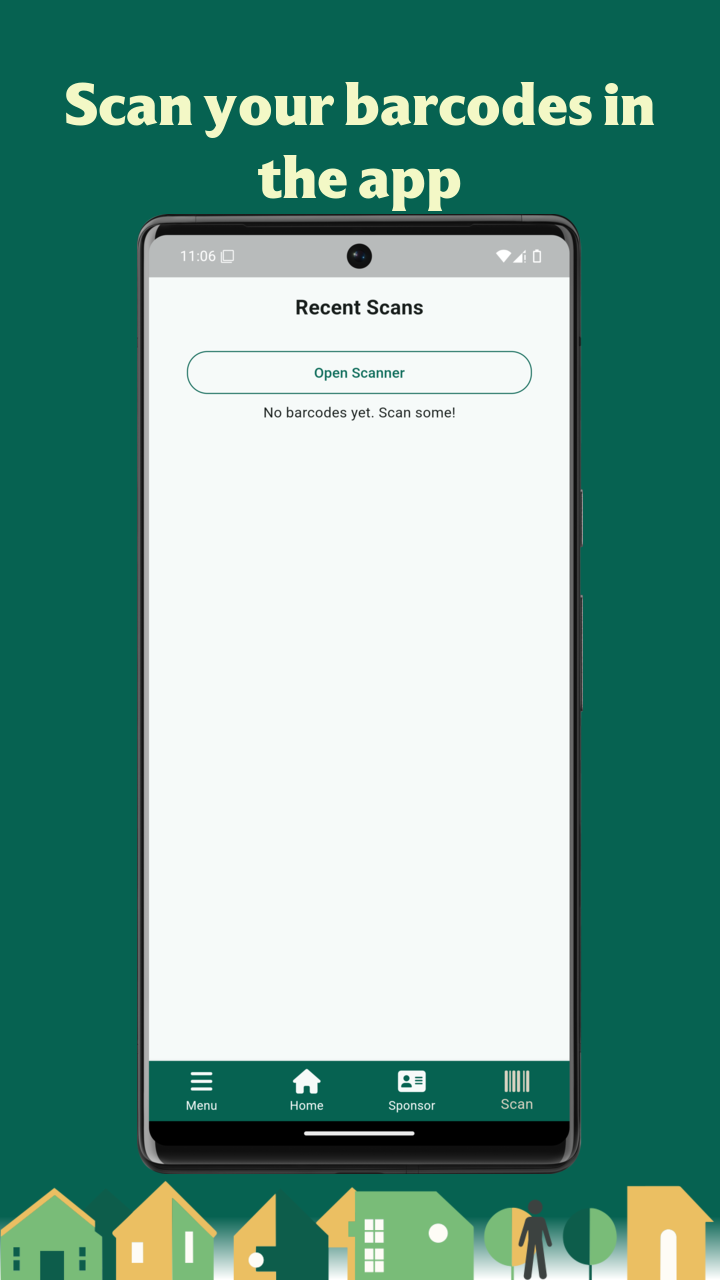 Scan your barcodes in
the app
11:06
Recent Scans
Open Scanner
No barcodes yet. Scan some!
Menu
Home
Sponsor
Scan